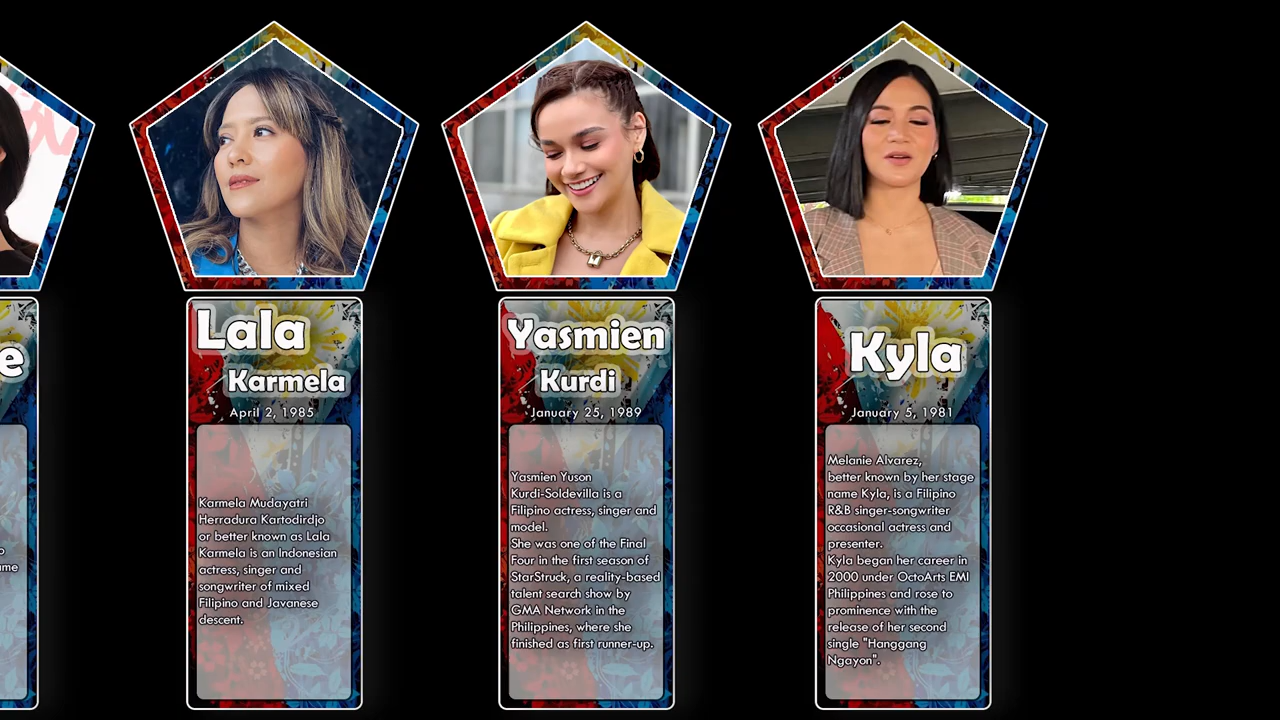 e
o
me
Lala
Karmela
April 2, 1985
Karmela Mudayatri
Herradura Kartodirdjo
or better known as Lala
Karmela is an Indonesian
actress, singer and
songwriter of mixed
Filipino and Javanese
descent.
Yasmien
Kurdi
January 25, 1989
Yasmien Yuson
Kurdi-Soldevilla is a
Filipino actress, singer and
model.
She was one of the Final
Four in the first season of
StarStruck, a reality-based
talent search show by
GMA Network in the
Philippines, where she
finished as first runner-up.
Kyla
January 5, 1981
Melanie Alvarez,
better known by her stage
name Kyla, is a Filipino
R&B singer-songwriter
occasional actress and
presenter.
Kyla began her career in
2000 under OctoArts EMI
Philippines and rose to
prominence with the
release of her second
single "Hanggang
Ngayon".